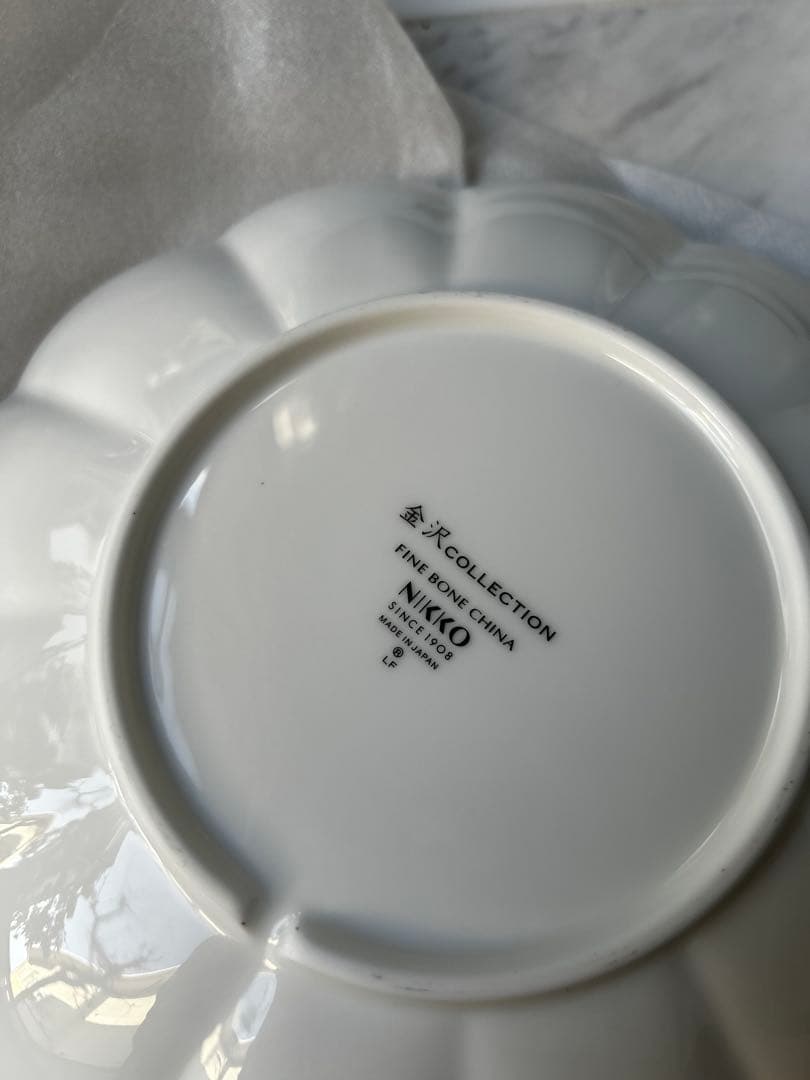 金沢COLLECTION
FINE BONE CHINA
NIKKO
SINCE 1908
MADE IN JAPAN
®
LF